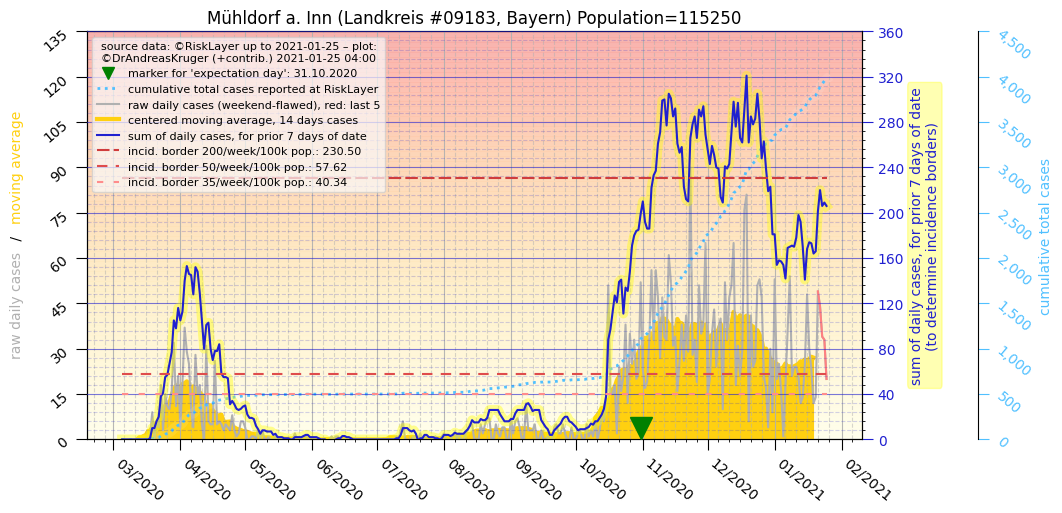 Mühldorf a. Inn (Landkreis #09183, Bayern) Population=115250
source data: ©RiskLayer up to 2021-01-25 – plot:
©DrAndreasKruger (+contrib.) 2021-01-25 04:00
marker for 'expectation day': 31.10.2020
cumulative total cases reported at RiskLayer
raw daily cases (weekend-flawed), red: last 5
centered moving average, 14 days cases
sum of daily cases, for prior 7 days of date
incid. border 200/week/100k pop.: 230.50
incid. border 50/week/100k pop.: 57.62
incid. border 35/week/100k pop.: 40.34
raw daily cases / moving average
135
120
105
90
75
60
45
30
15
0
360
320
280
240
200
160
120
80
40
0
sum of daily cases, for prior 7 days of date
(to determine incidence borders)
4,500
4,000
3,500
3,000
2,500
2,000
1,500
1,000
500
0
cumulative total cases
03/2020
04/2020
05/2020
06/2020
07/2020
08/2020
09/2020
10/2020
11/2020
12/2020
01/2021
02/2021